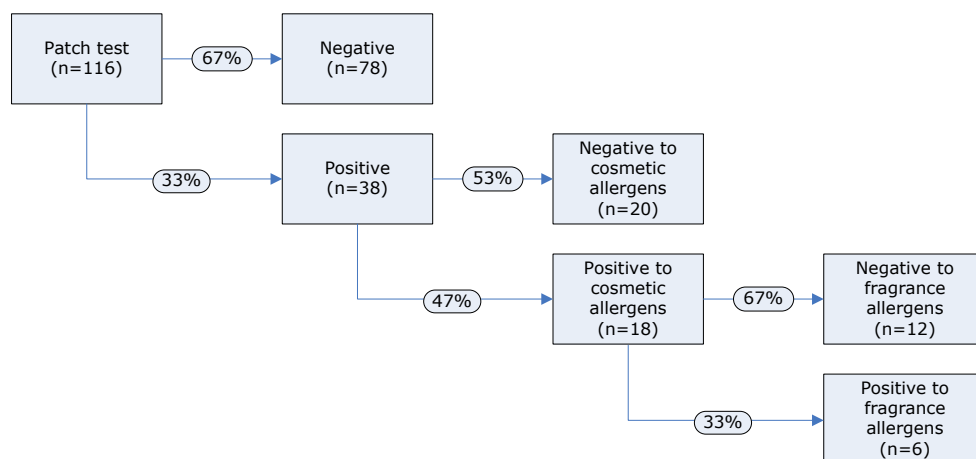 Patch test
(n=116)
67%
Negative
(n=78)
33%
Positive
(n=38)
53%
Negative to
cosmetic
allergens
(n=20)
47%
Positive to
cosmetic
allergens
(n=18)
67%
Negative to
fragrance
allergens
(n=12)
33%
Positive to
fragrance
allergens
(n=6)